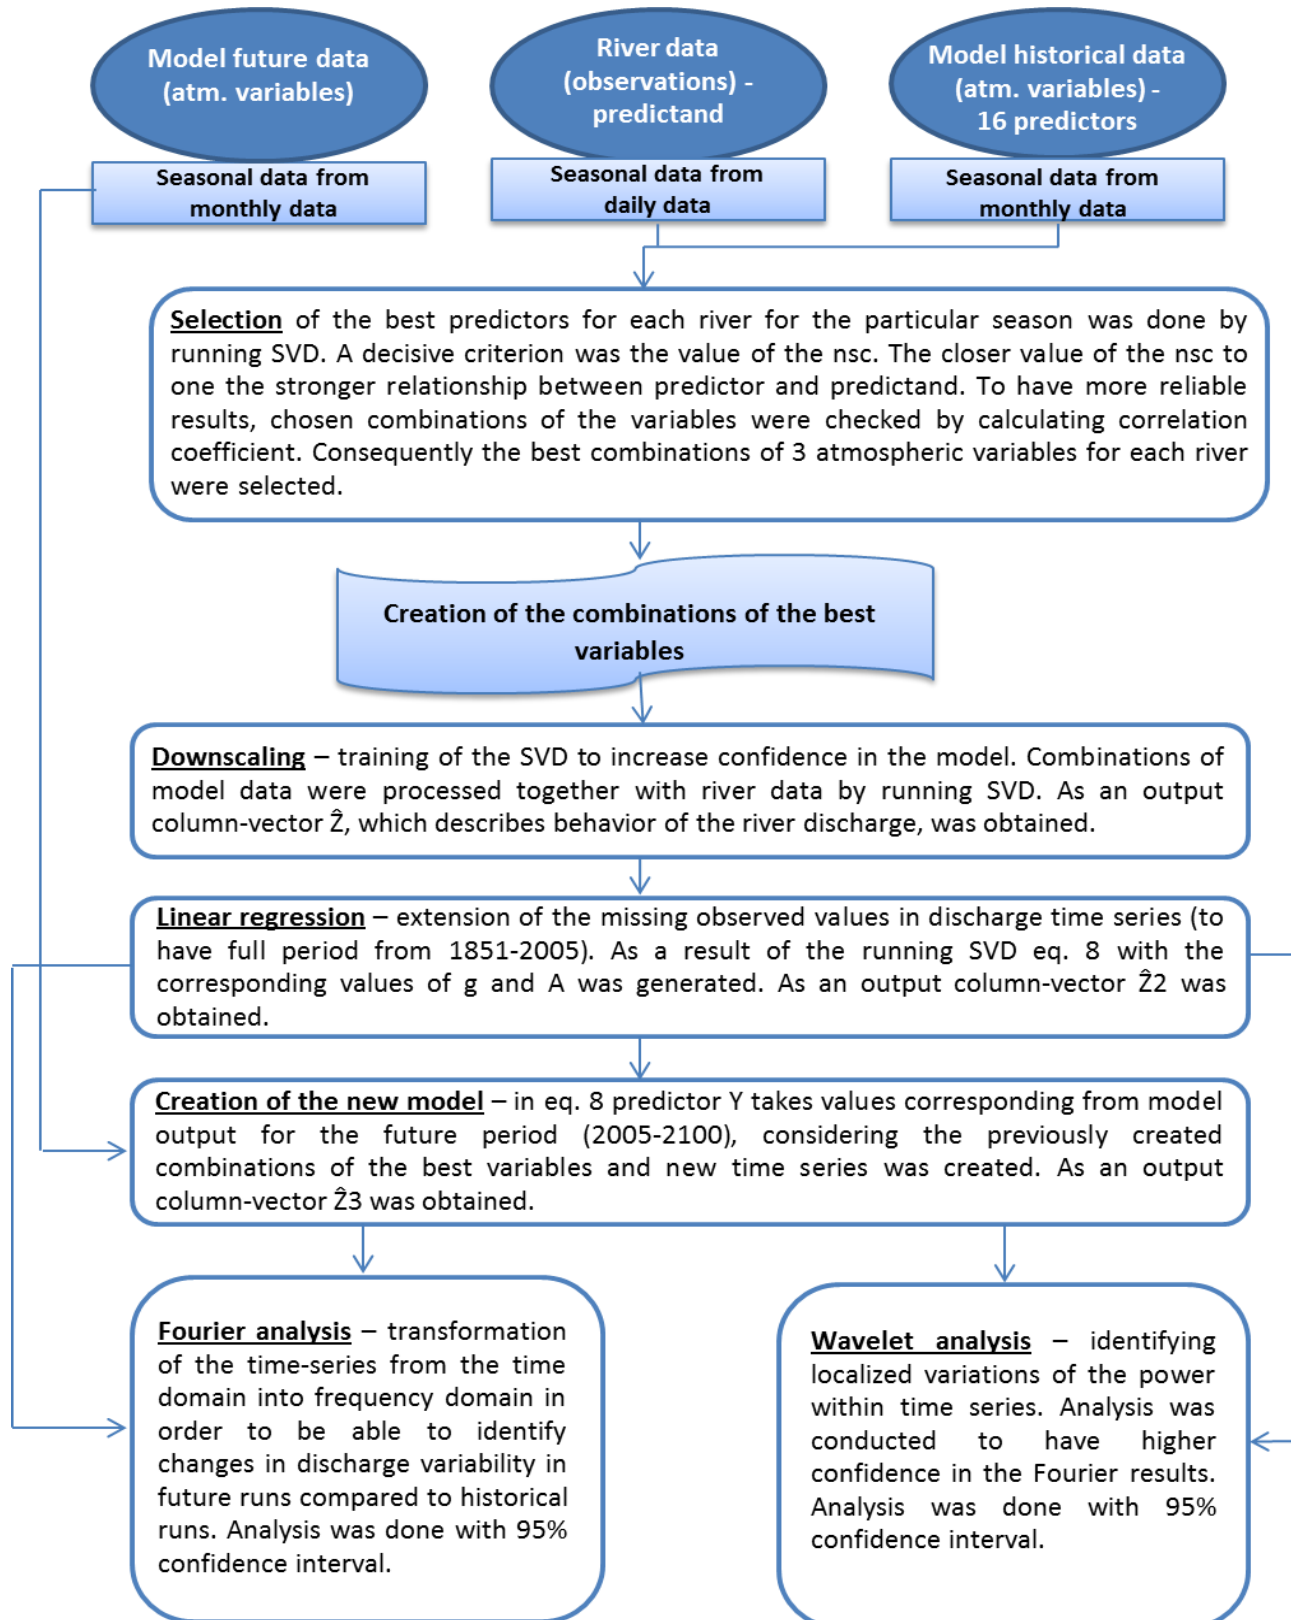 Model future data
(atm. variables)
River data
(observations) -
predictand
Model historical data
(atm. variables) -
16 predictors
Seasonal data from
monthly data
Seasonal data from
daily data
Seasonal data from
monthly data
Selection of the best predictors for each river for the particular season was done by
running SVD. A decisive criterion was the value of the nsc. The closer value of the nsc to
one the stronger relationship between predictor and predictand. To have more reliable
results, chosen combinations of the variables were checked by calculating correlation
coefficient. Consequently the best combinations of 3 atmospheric variables for each river
were selected.
Creation of the combinations of the best
variables
Downscaling – training of the SVD to increase confidence in the model. Combinations of
model data were processed together with river data by running SVD. As an output
column-vector Ẑ, which describes behavior of the river discharge, was obtained.
Linear regression – extension of the missing observed values in discharge time series (to
have full period from 1851-2005). As a result of the running SVD eq. 8 with the
corresponding values of g and A was generated. As an output column-vector Ẑ2 was
obtained.
Creation of the new model – in eq. 8 predictor Y takes values corresponding from model
output for the future period (2005-2100), considering the previously created
combinations of the best variables and new time series was created. As an output
column-vector Ẑ3 was obtained.
Fourier analysis – transformation
of the time-series from the time
domain into frequency domain in
order to be able to identify
changes in discharge variability in
future runs compared to historical
runs. Analysis was done with 95%
confidence interval.
Wavelet analysis – identifying
localized variations of the power
within time series. Analysis was
conducted to have higher
confidence in the Fourier results.
Analysis was done with 95%
confidence interval.